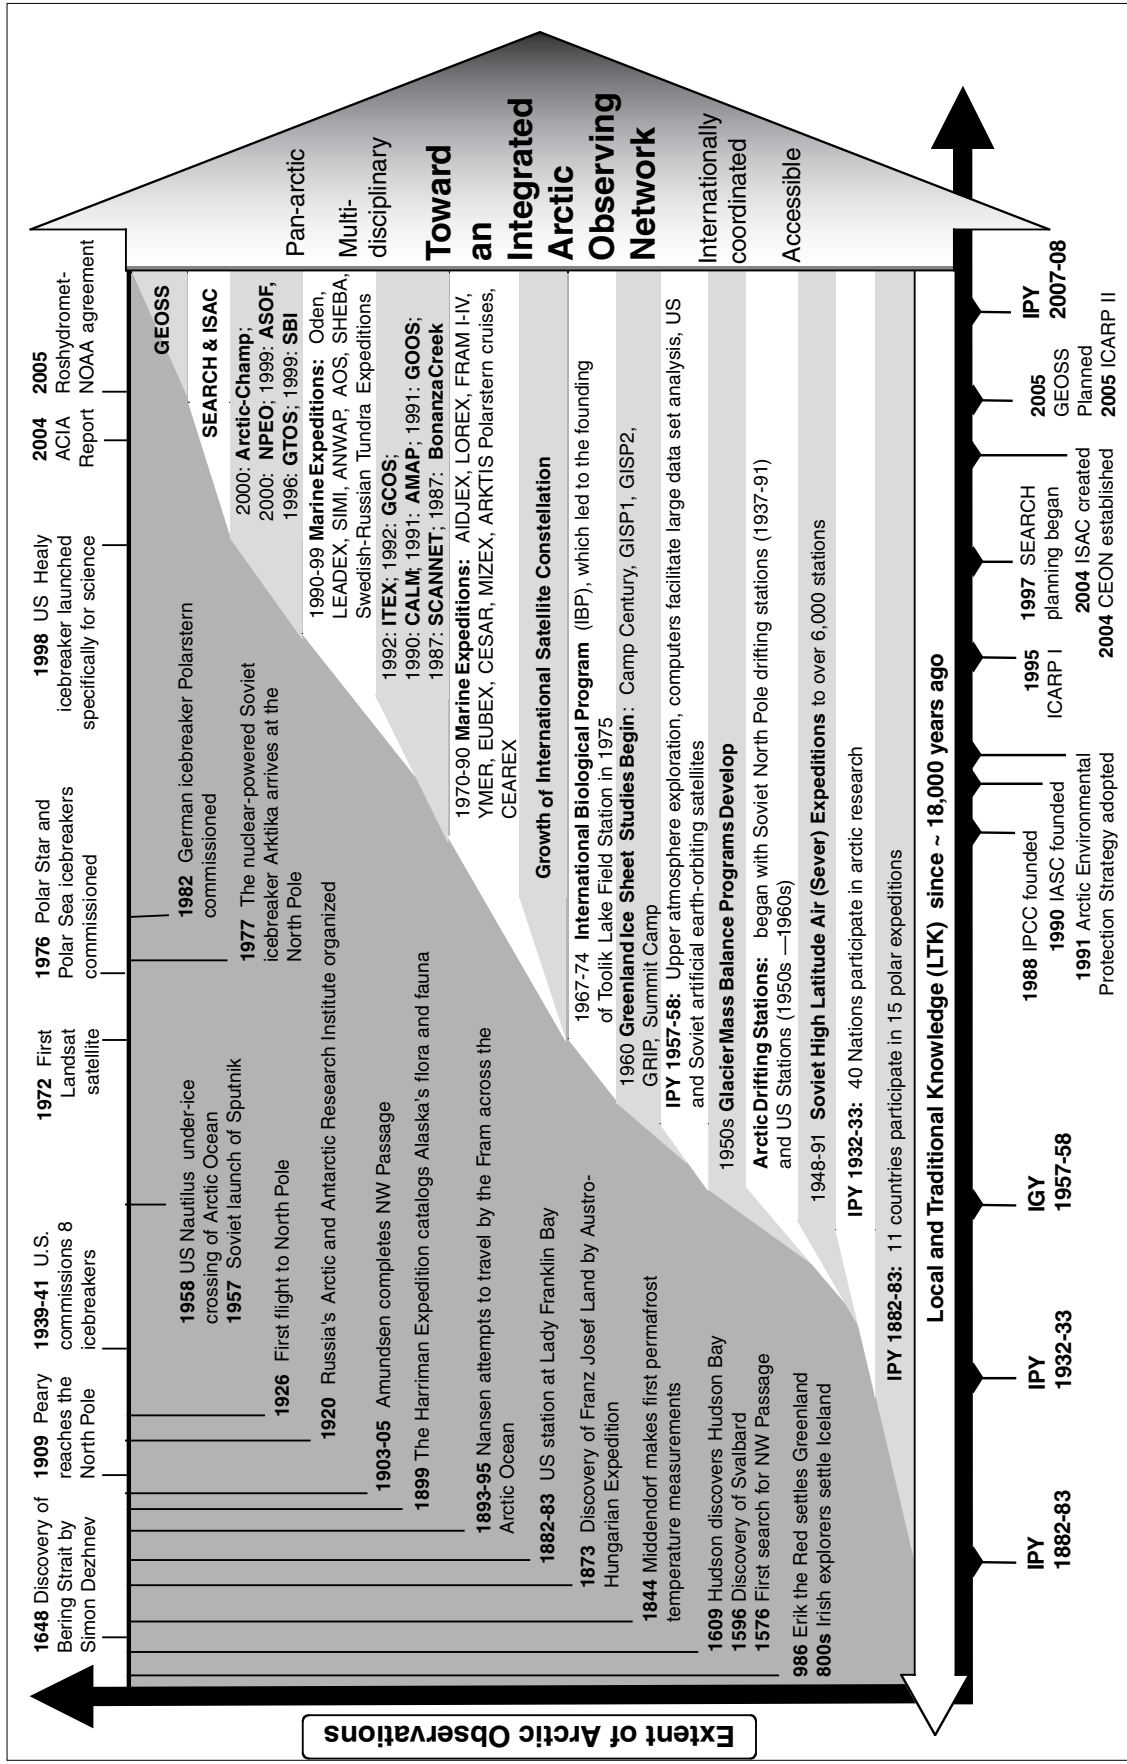 1648 Discovery of
Bering Strait by
Simon Dezhnev
1909 Peary
reaches the
North Pole
1939-41 U.S.
commissions 8
icebreakers
1972 First
Landsat
satellite
1976 Polar Star and
Polar Sea icebreakers
commissioned
1998 US Healy
icebreaker launched
specifically for science
2004
ACIA
Report
2005
Roshydromet-
NOAA agreement
Extent of Arctic Observations
986 Erik the Red settles Greenland
800s Irish explorers settle Iceland
1609 Hudson discovers Hudson Bay
1596 Discovery of Svalbard
1576 First search for NW Passage
1844 Middendorf makes first permafrost
temperature measurements
1873 Discovery of Franz Josef Land by Austro-
Hungarian Expedition
1882-83 US station at Lady Franklin Bay
1893-95 Nansen attempts to travel by the Fram across the
Arctic Ocean
1899 The Harriman Expedition catalogs Alaska's flora and fauna
1903-05 Amundsen completes NW Passage
1920 Russia's Arctic and Antarctic Research Institute organized
1926 First flight to North Pole
1958 US Nautilus under-ice
crossing of Arctic Ocean
1957 Soviet launch of Sputnik
1977 The nuclear-powered Soviet
icebreaker Arktika arrives at the
North Pole
1982 German icebreaker Polarstern
commissioned
GEOSS
SEARCH & ISAC
2000: Arctic-Champ;
2000: NPEO; 1999: ASOF,
1996: GTOS; 1999: SBI
1990-99 Marine Expeditions: Oden,
LEADEX, SIMI, ANWAP, AOS, SHEBA,
Swedish-Russian Tundra Expeditions
1992: ITEX; 1992: GCOS;
1990: CALM; 1991: AMAP; 1991: GOOS;
1987: SCANNET; 1987: Bonanza Creek
1970-90 Marine Expeditions: AIDJEX, LOREX, FRAM I-IV,
YMER, EUBEX, CESAR, MIZEX, ARKTIS Polarstern cruises,
CEAREX
Growth of International Satellite Constellation
1967-74 International Biological Program (IBP), which led to the founding
of Toolik Lake Field Station in 1975
1960 Greenland Ice Sheet Studies Begin: Camp Century, GISP1, GISP2,
GRIP, Summit Camp
IPY 1957-58: Upper atmosphere exploration, computers facilitate large data set analysis, US
and Soviet artificial earth-orbiting satellites
1950s Glacier Mass Balance Programs Develop
Arctic Drifting Stations: began with Soviet North Pole drifting stations (1937-91)
and US Stations (1950s —1960s)
1948-91 Soviet High Latitude Air (Sever) Expeditions to over 6,000 stations
IPY 1932-33: 40 Nations participate in arctic research
IPY 1882-83: 11 countries participate in 15 polar expeditions
Local and Traditional Knowledge (LTK) since ~ 18,000 years ago
Pan-arctic
Multi-
disciplinary
Toward
an
Integrated
Arctic
Observing
Network
Internationally
coordinated
Accessible
IPY
1882-83
IPY
1932-33
IGY
1957-58
1988 IPCC founded
1990 IASC founded
1991 Arctic Environmental
Protection Strategy adopted
1995
ICARP I
1997 SEARCH
planning began
2004 ISAC created
2004 CEON established
2005
GEOSS
Planned
2005 ICARP II
IPY
2007-08